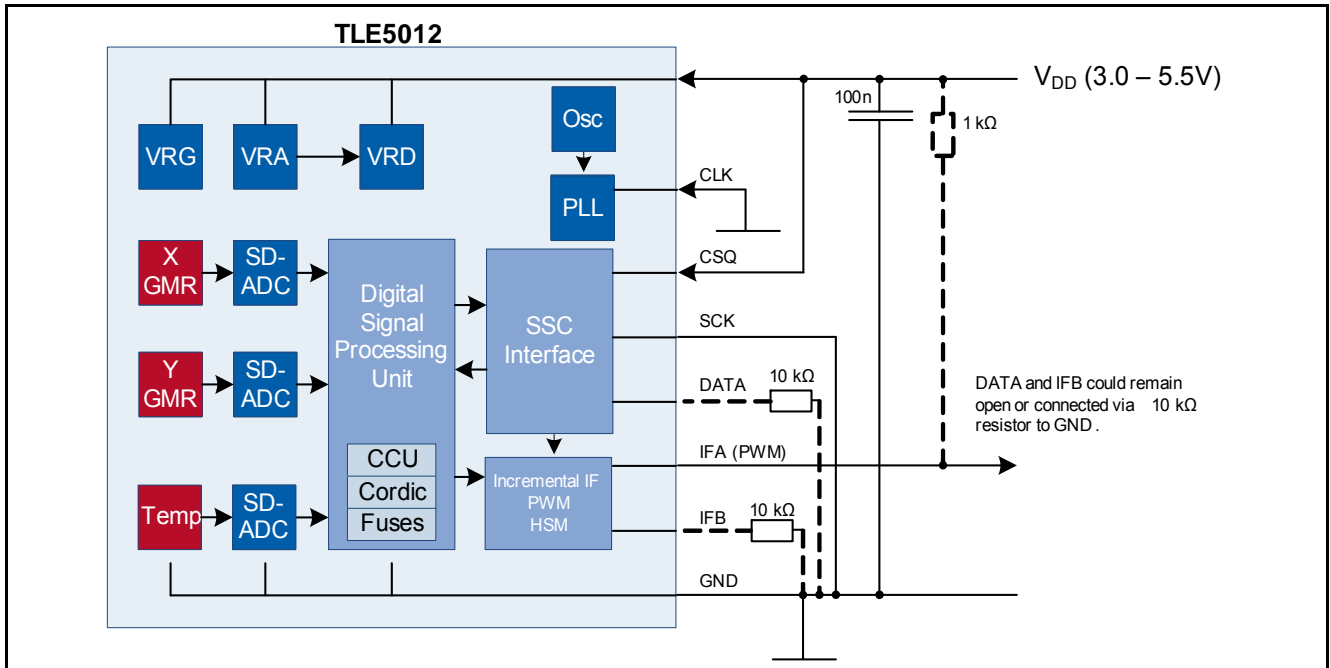 TLE5012
VDD (3.0 – 5.5V)
100n
1 kΩ
Osc
VRG
VRA
VRD
CLK
PLL
CSQ
X
GMR
SD-
ADC
Digital
Signal
Processing
Unit
SSC
Interface
SCK
DATA
10 kΩ
Y
GMR
SD-
ADC
DATA and IFB could remain
open or connected via 10 kΩ
resistor to GND .
IFA (PWM)
CCU
Cordic
Fuses
Incremental IF
PWM
HSM
IFB
10 kΩ
Temp
SD-
ADC
GND